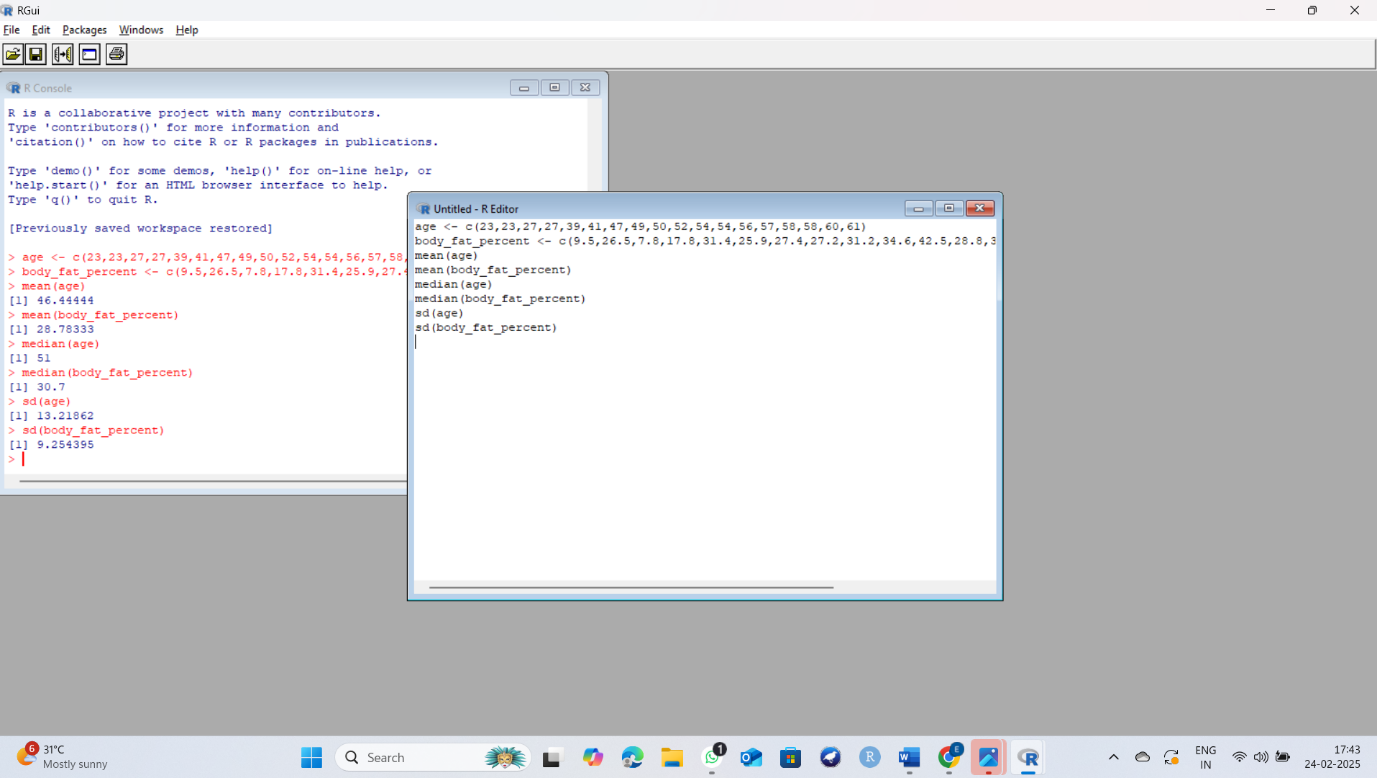 RGui
File Edit Packages Windows Help
R Console
R is a collaborative project with many contributors.
Type 'contributors()' for more information and
'citation()' on how to cite R or R packages in publications.
Type 'demo()' for some demos, 'help()' for on-line help, or
'help.start()' for an HTML browser interface to help.
Type 'q()' to quit R.
[Previously saved workspace restored]
> age <- c(23,23,27,27,39,41,47,49,50,52,54,54,56,57,58,
> body_fat_percent <- c(9.5,26.5,7.8,17.8,31.4,25.9,27.4
> mean(age)
[1] 46.44444
> mean(body_fat_percent)
[1] 28.78333
> median(age)
[1] 51
> median(body_fat_percent)
[1] 30.7
> sd(age)
[1] 13.21862
> sd(body_fat_percent)
[1] 9.254395
>
Untitled - R Editor
age <- c(23,23,27,27,39,41,47,49,50,52,54,54,56,57,58,58,60,61)
body_fat_percent <- c(9.5,26.5,7.8,17.8,31.4,25.9,27.4,27.2,31.2,34.6,42.5,28.8,3
mean(age)
mean(body_fat_percent)
median(age)
median(body_fat_percent)
sd(age)
sd(body_fat_percent)
6
31°C
Mostly sunny
Search
1
R
W
E
R
ENG
IN
17:43
24-02-2025